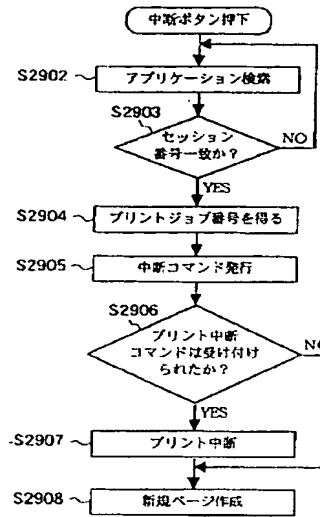 中断ボタン押下
S2902
アプリケーション検索
S2903
セッション
番号一致か?
NO
YES
S2904
プリントジョブ番号を得る
S2905
中断コマンド発行
S2906
プリント中断
コマンドは受け付け
られたか?
NO
YES
S2907
プリント中断
S2908
新規ページ作成